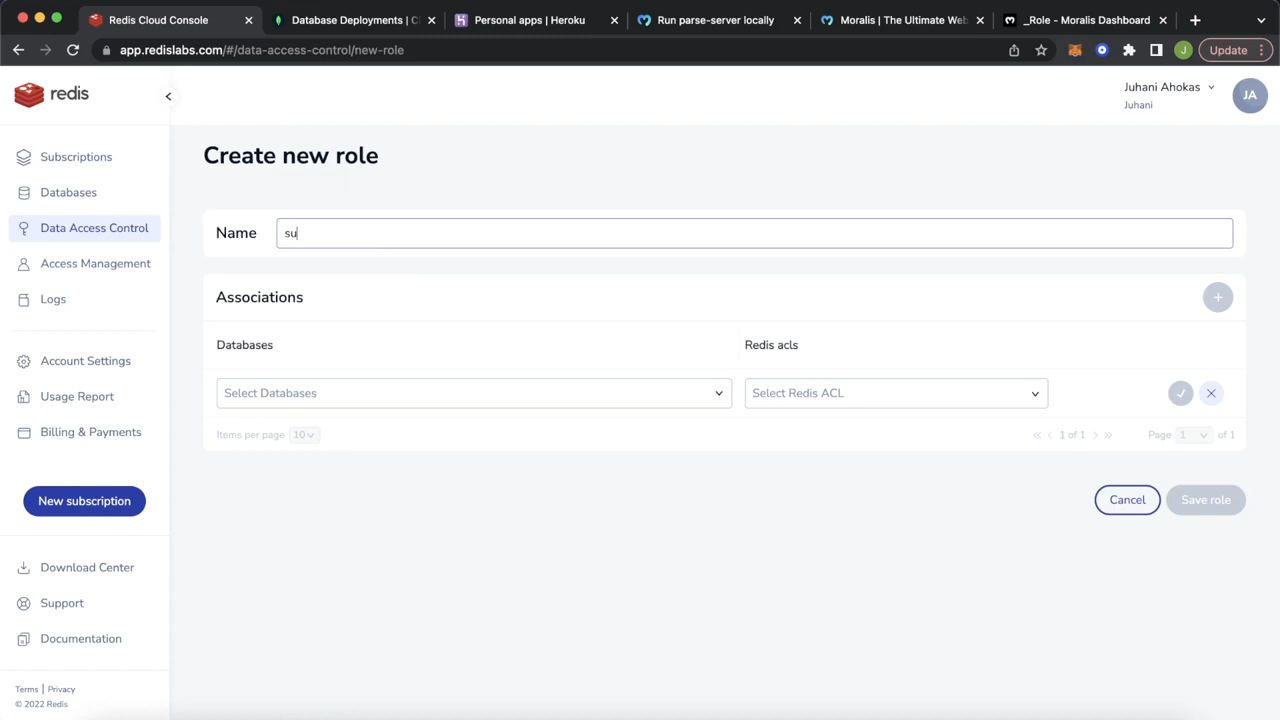 Redis Cloud Console
Database Deployments | C
Personal apps | Heroku
Run parse-server locally
Moralis | The Ultimate Web
_Role - Moralis Dashboard
app.redislabs.com/#/data-access-control/new-role
J
Update
redis
Juhani Ahokas
Juhani
JA
Subscriptions
Databases
Data Access Control
Access Management
Logs
Account Settings
Usage Report
Billing & Payments
New subscription
Download Center
Support
Documentation
Terms | Privacy
© 2022 Redis
Create new role
Name su
Associations
Databases Redis acls
Select Databases Select Redis ACL
Items per page 10 1 of 1 Page 1 of 1
Cancel Save role